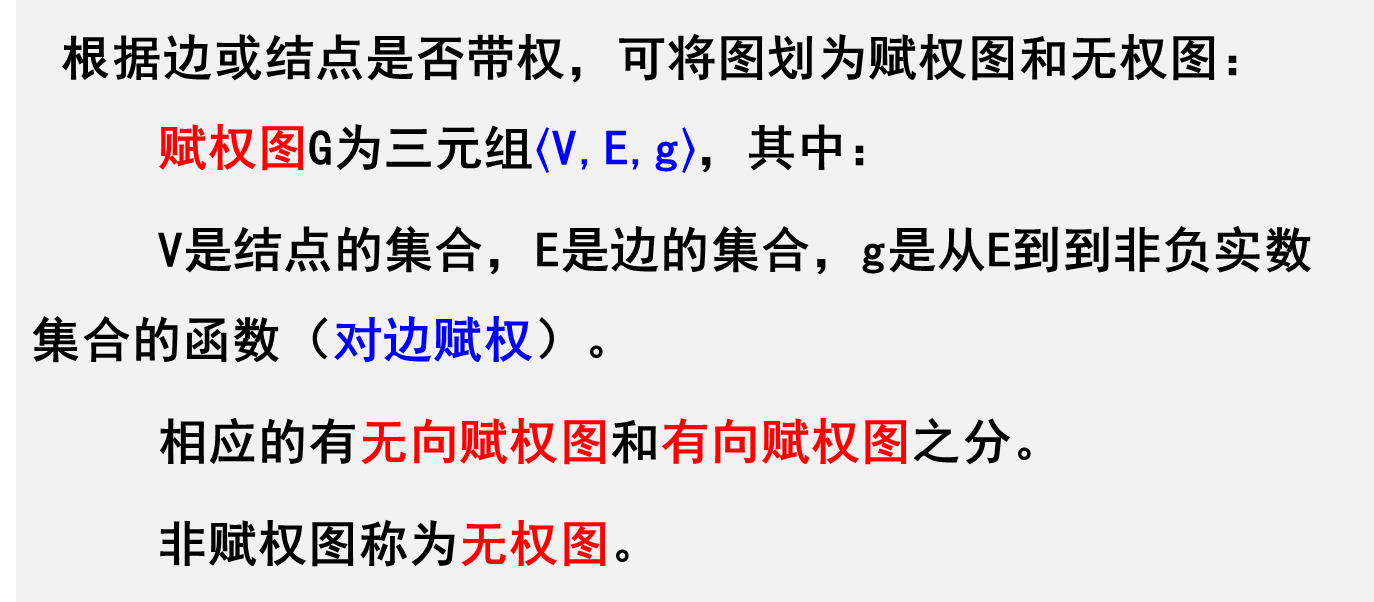 根据边或结点是否带权，可将图划为赋权图和无权图：
赋权图G为三元组⟨V,E,g⟩，其中：
V是结点的集合，E是边的集合，g是从E到到非负实数
集合的函数（对边赋权）。
相应的有无向赋权图和有向赋权图之分。
非赋权图称为无权图。